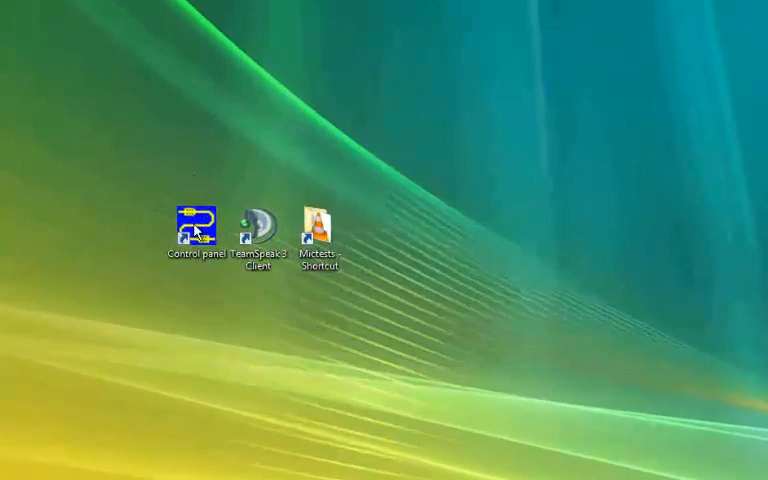 Control panel
TeamSpeak 3
Client
Mictests -
Shortcut